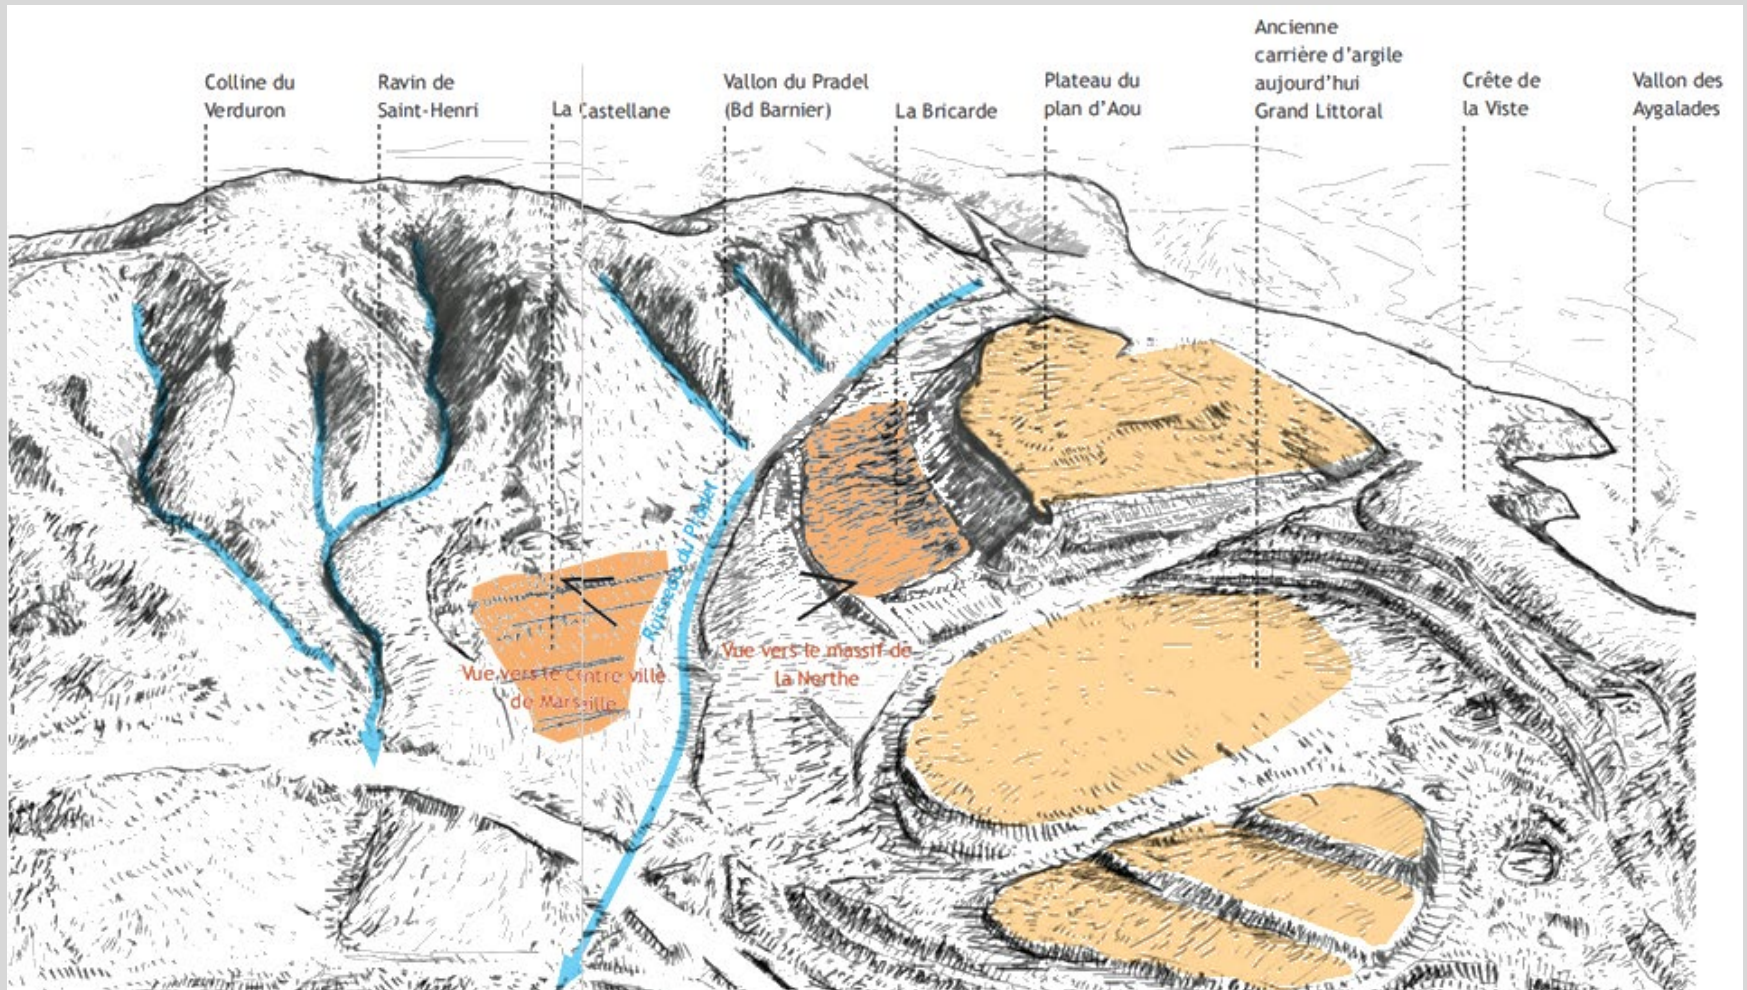 Colline du
Verduron
Ravin de
Saint-Henri
La Castellane
Vallon du Pradel
(Bd Barnier)
La Bricarde
Plateau du
plan d'Aou
Ancienne
carrière d'argile
aujourd'hui
Grand Littoral
Crête de
la Viste
Vallon des
Aygalades
Ruisseau du Pradel
Vue vers le centre ville
de Marseille
Vue vers le massif de
la Nerthe